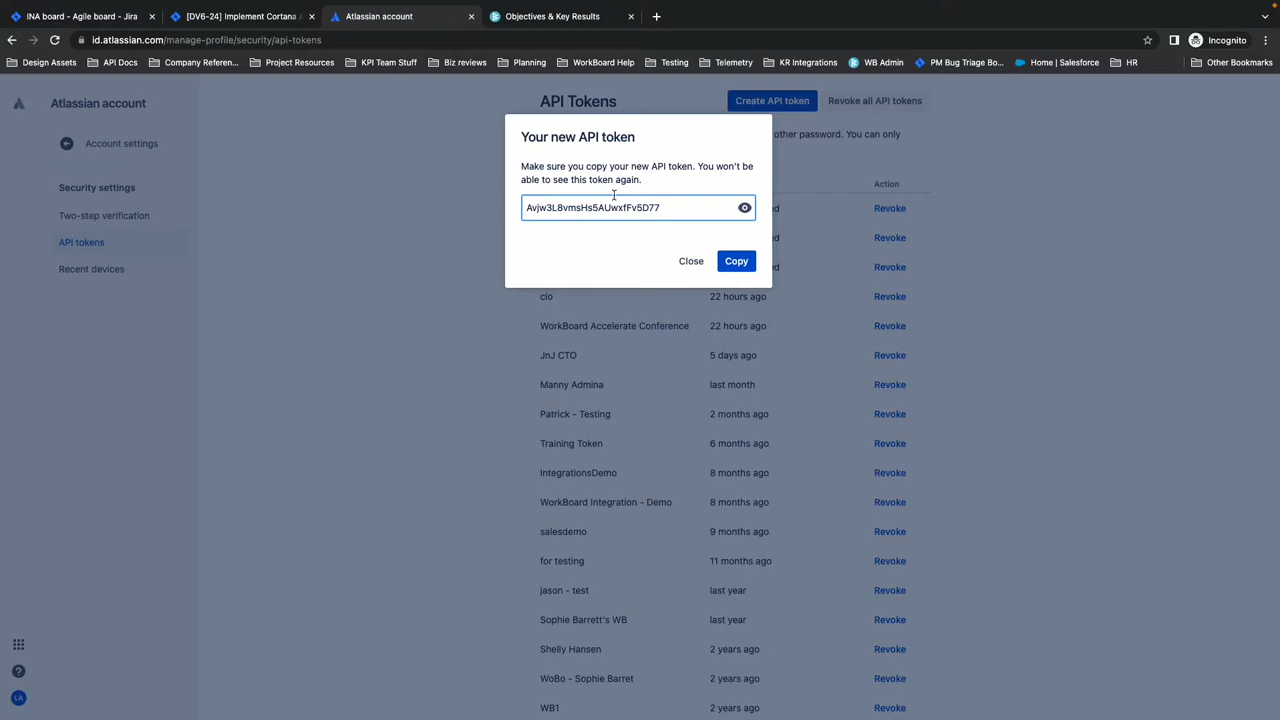 INA board - Agile board - Jira
[DV6-24] Implement Cortana A
Atlassian account
Objectives & Key Results
id.atlassian.com/manage-profile/security/api-tokens
Incognito
Design Assets
API Docs
Company Referen...
Project Resources
KPI Team Stuff
Biz reviews
Planning
WorkBoard Help
Testing
Telemetry
KR Integrations
WB Admin
PM Bug Triage Boa...
Home | Salesforce
HR
Other Bookmarks
Atlassian account
Account settings
Security settings
Two-step verification
API tokens
Recent devices
API Tokens
Create API token
Revoke all API tokens
other password. You can only
Action
Your new API token
Make sure you copy your new API token. You won't be
able to see this token again.
Avjw3L8vmsHs5AUwxfFv5D77
Close
Copy
ed
Revoke
Revoke
ed
Revoke
cio 22 hours ago Revoke
WorkBoard Accelerate Conference 22 hours ago Revoke
JnJ CTO 5 days ago Revoke
Manny Admina last month Revoke
Patrick - Testing 2 months ago Revoke
Training Token 6 months ago Revoke
IntegrationsDemo 8 months ago Revoke
WorkBoard Integration - Demo 8 months ago Revoke
salesdemo 9 months ago Revoke
for testing 11 months ago Revoke
jason - test last year Revoke
Sophie Barrett's WB last year Revoke
Shelly Hansen 2 years ago Revoke
WoBo - Sophie Barret 2 years ago Revoke
WB1 2 years ago Revoke
LA